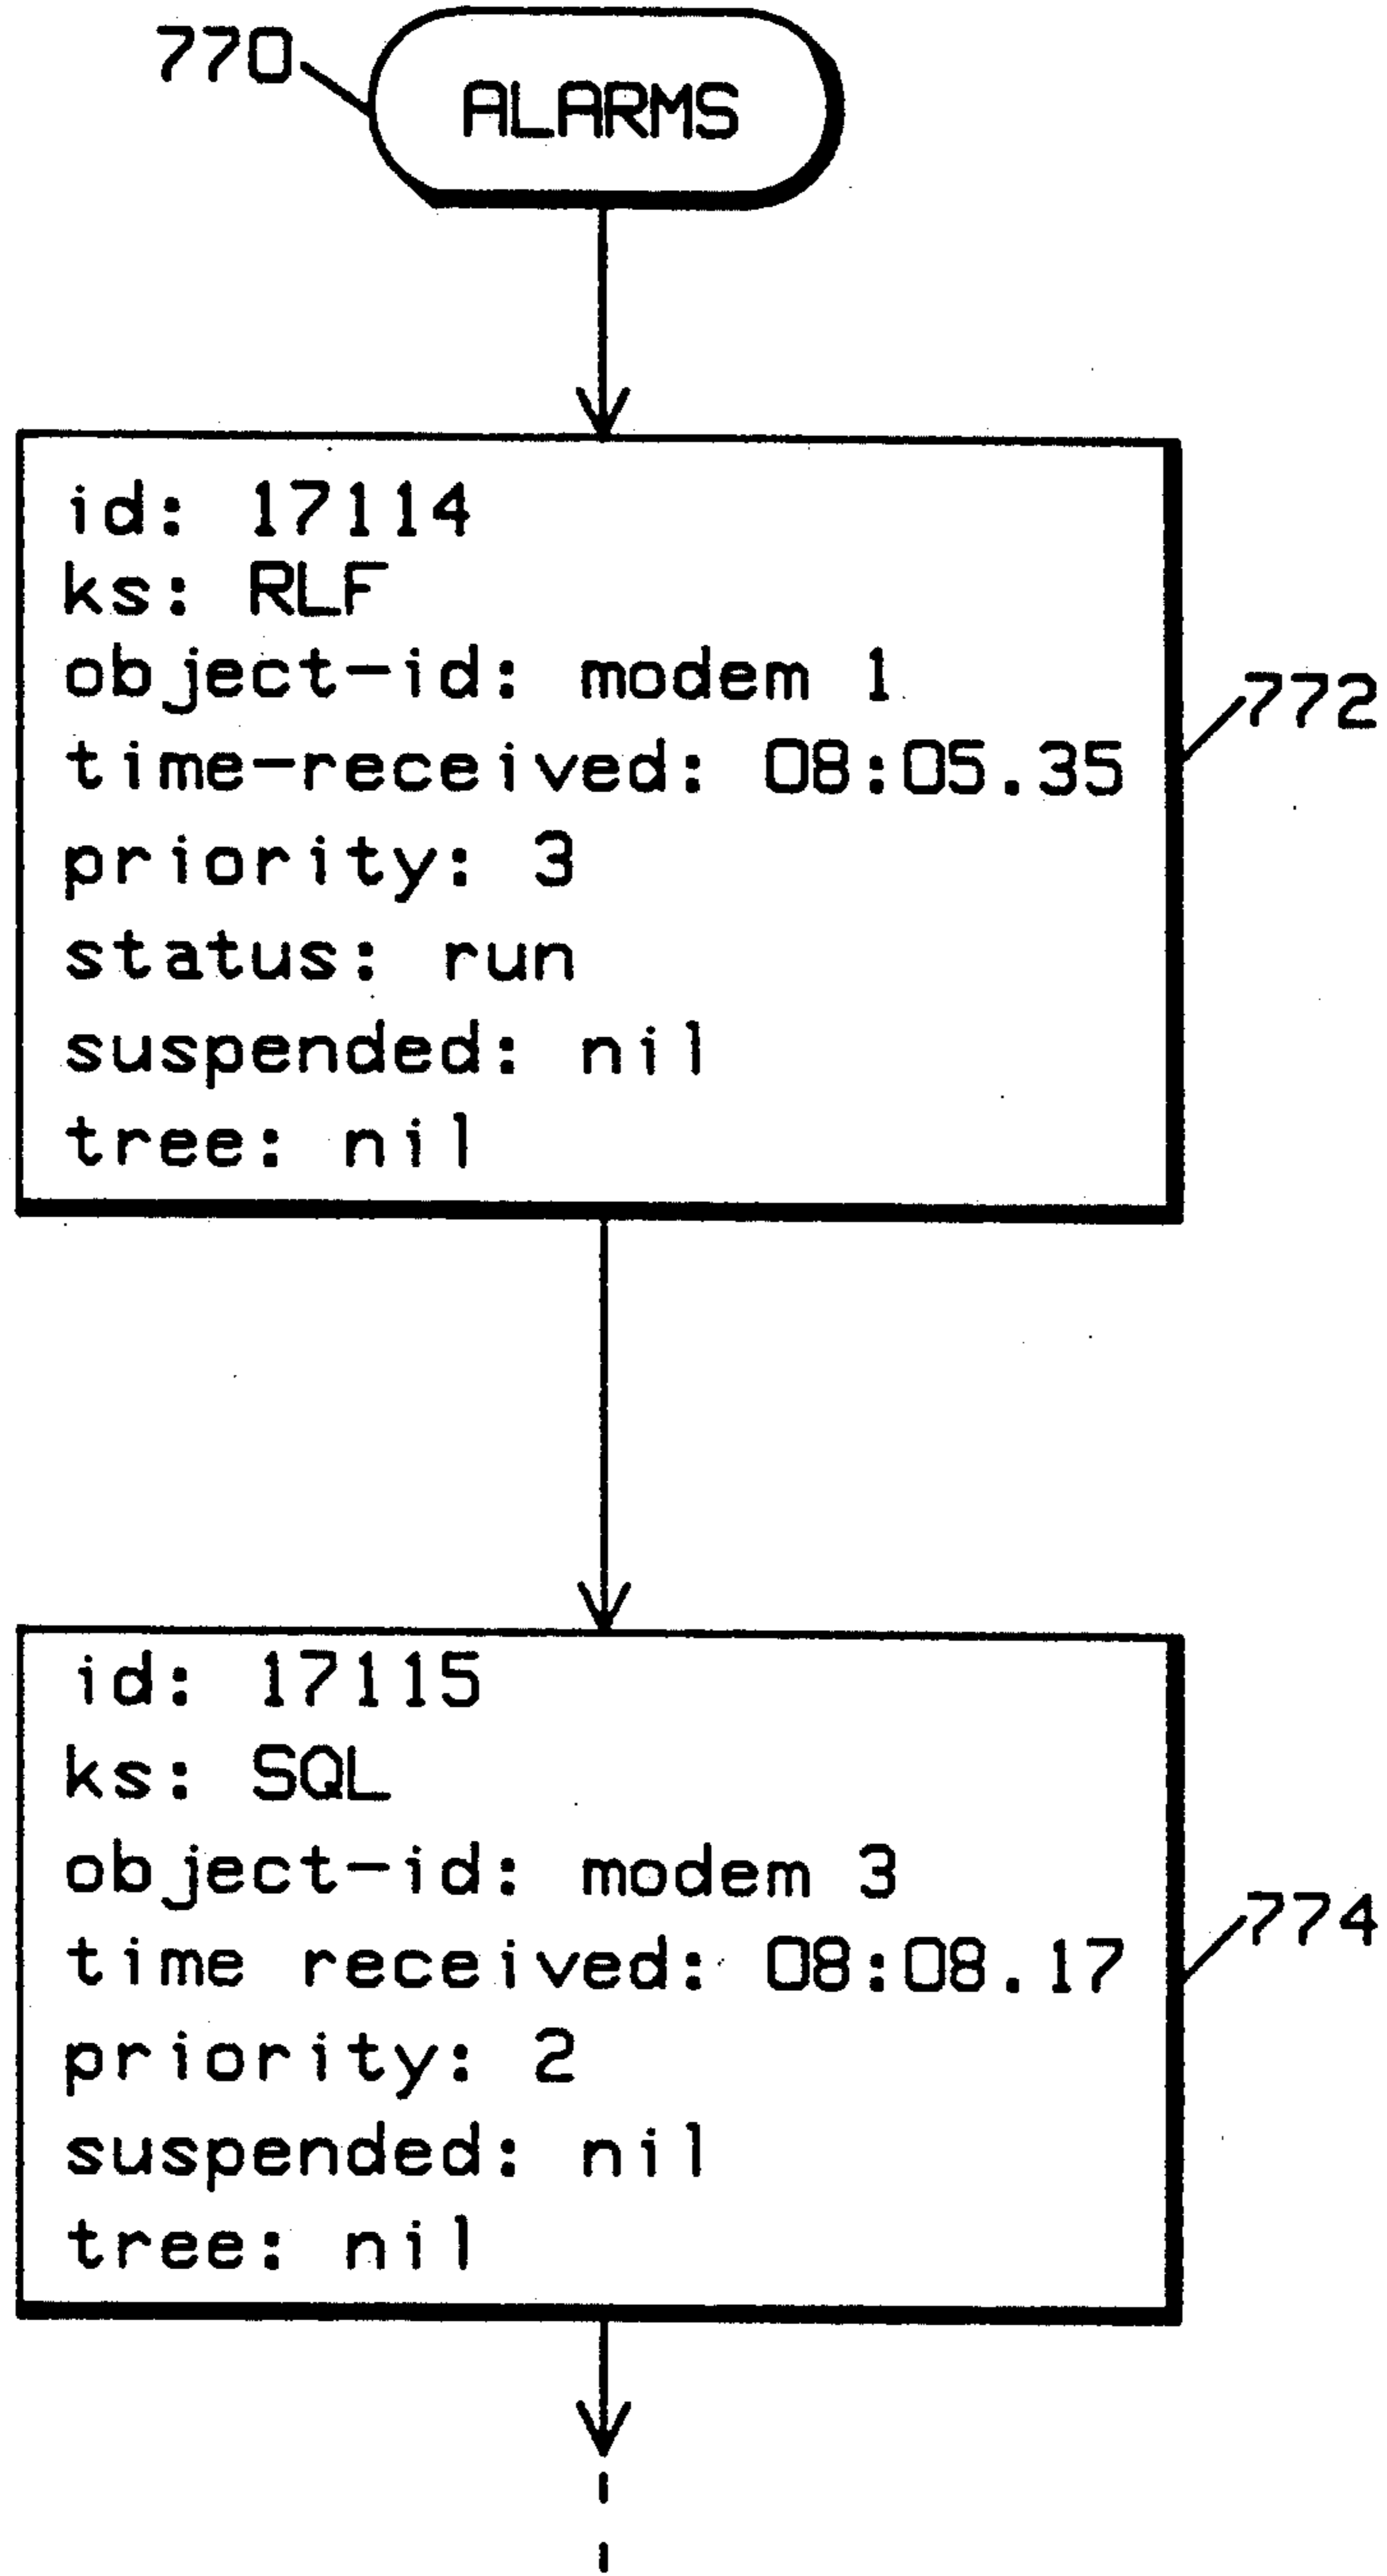 770
ALARMS
id: 17114
ks: RLF
object-id: modem 1
time-received: 08:05.35
priority: 3
status: run
suspended: nil
tree: nil
772
id: 17115
ks: SQL
object-id: modem 3
time received: 08:08.17
priority: 2
suspended: nil
tree: nil
774